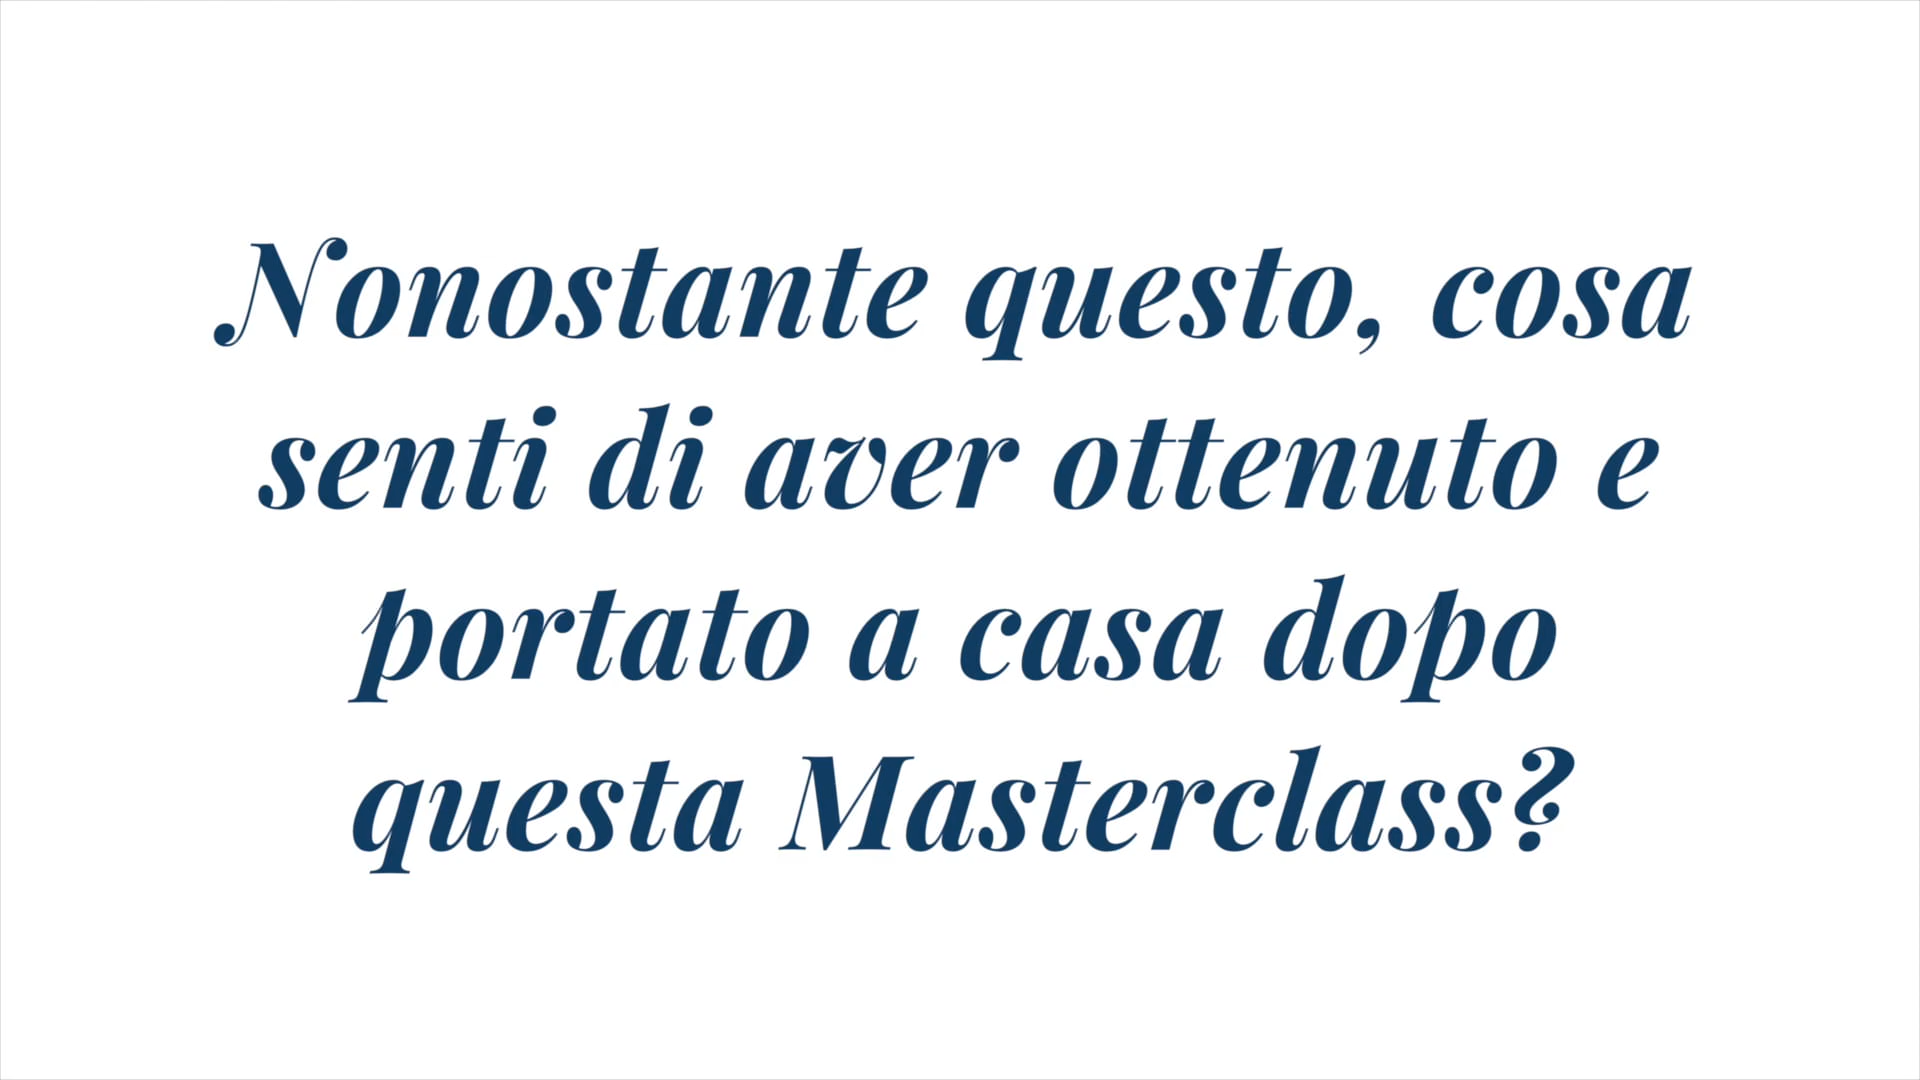 Nonostante questo, cosa
senti di aver ottenuto e
portato a casa dopo
questa Masterclass?